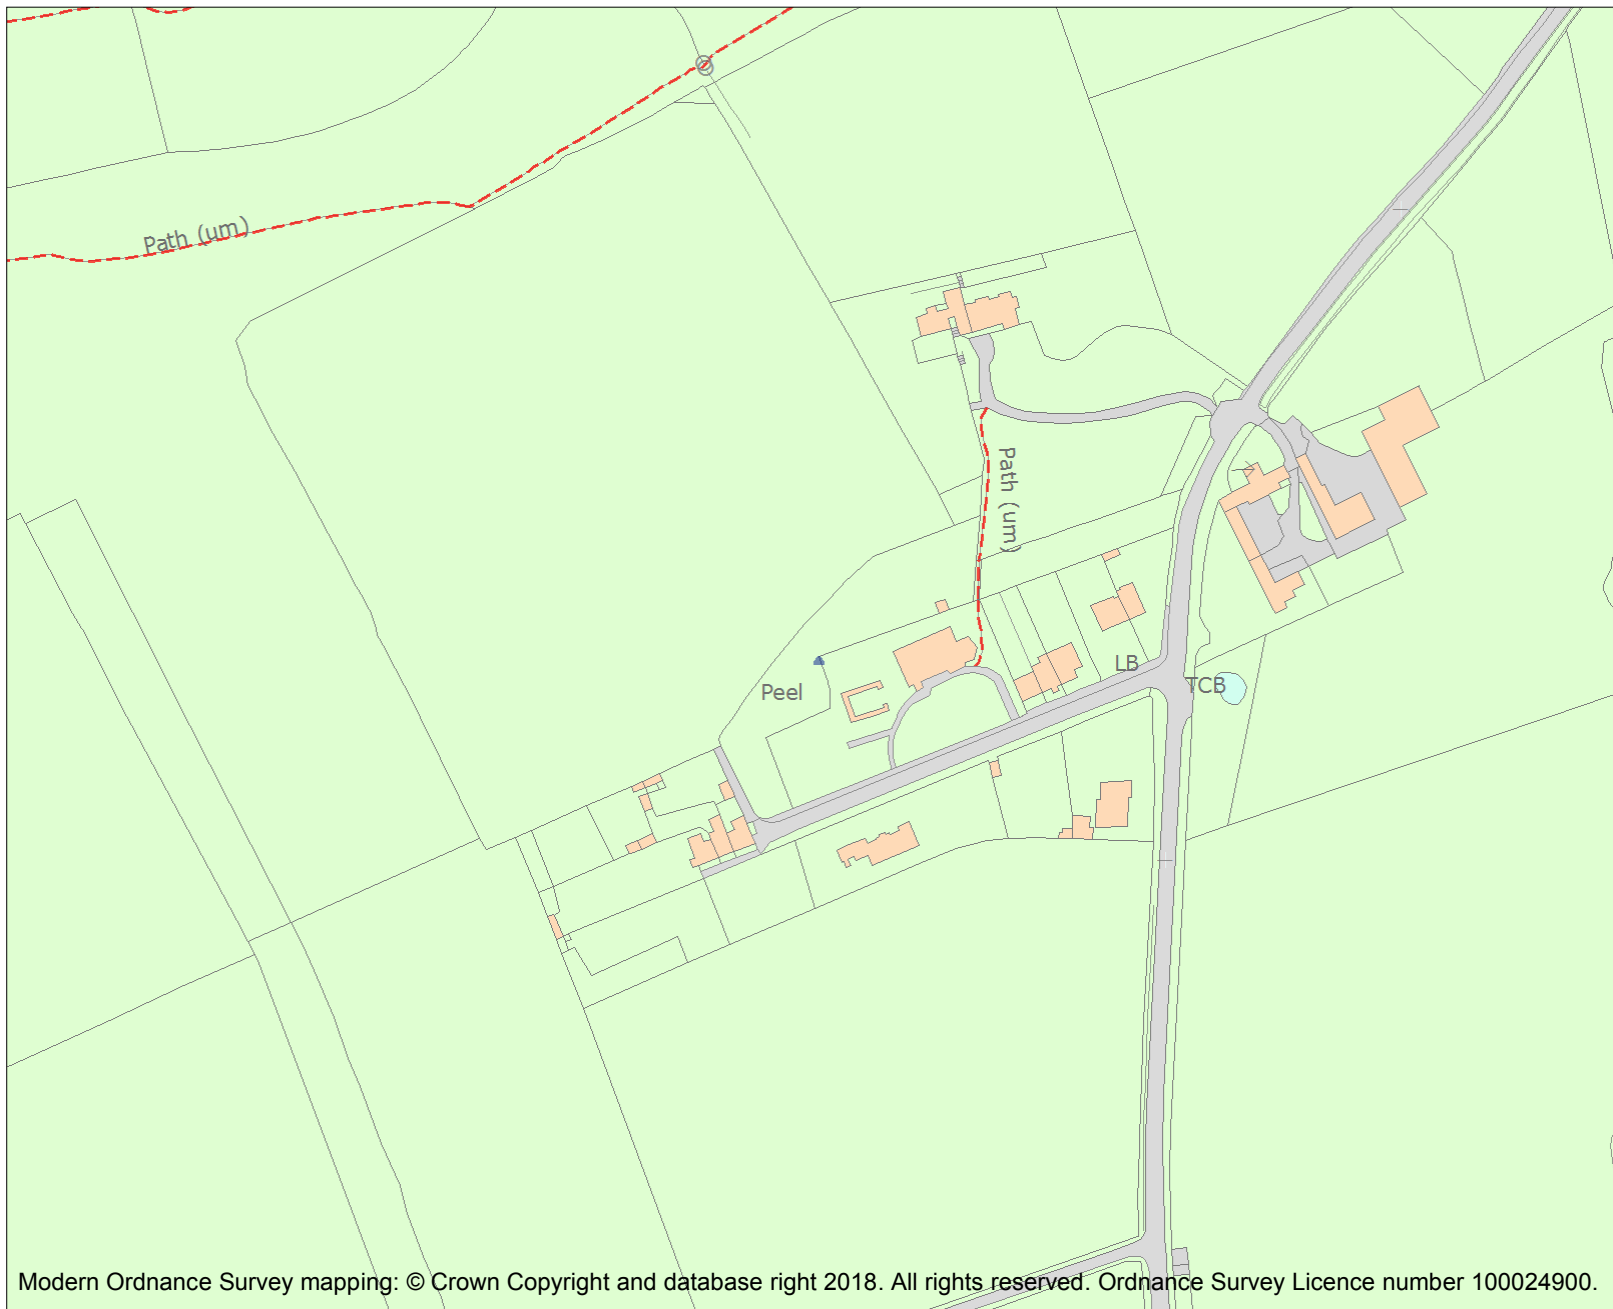 Path (um)
Path (um)
LB
Peel
TCB
Modern Ordnance Survey mapping: © Crown Copyright and database right 2018. All rights reserved. Ordnance Survey Licence number 100024900.